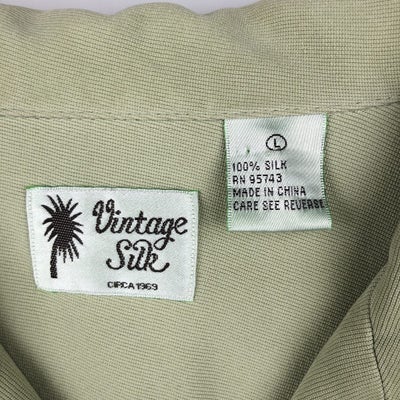 Vintage
Silk
CIRCA 1969
L
100% SILK
RN 95743
MADE IN CHINA
CARE SEE REVERSE